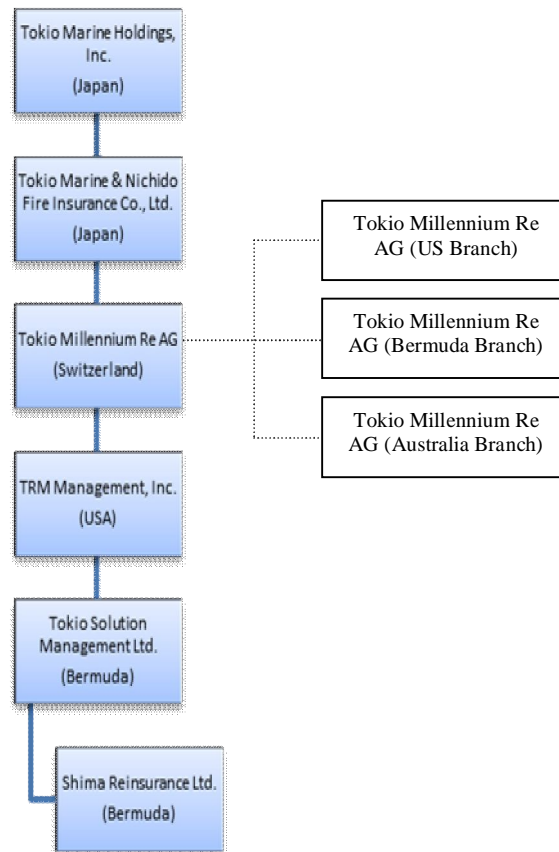 Tokio Marine Holdings,
Inc.
(Japan)
Tokio Marine & Nichido
Fire Insurance Co., Ltd.
(Japan)
Tokio Millennium Re AG
(Switzerland)
Tokio Millennium Re
AG (US Branch)
Tokio Millennium Re
AG (Bermuda Branch)
Tokio Millennium Re
AG (Australia Branch)
TRM Management, Inc.
(USA)
Tokio Solution
Management Ltd.
(Bermuda)
Shima Reinsurance Ltd.
(Bermuda)